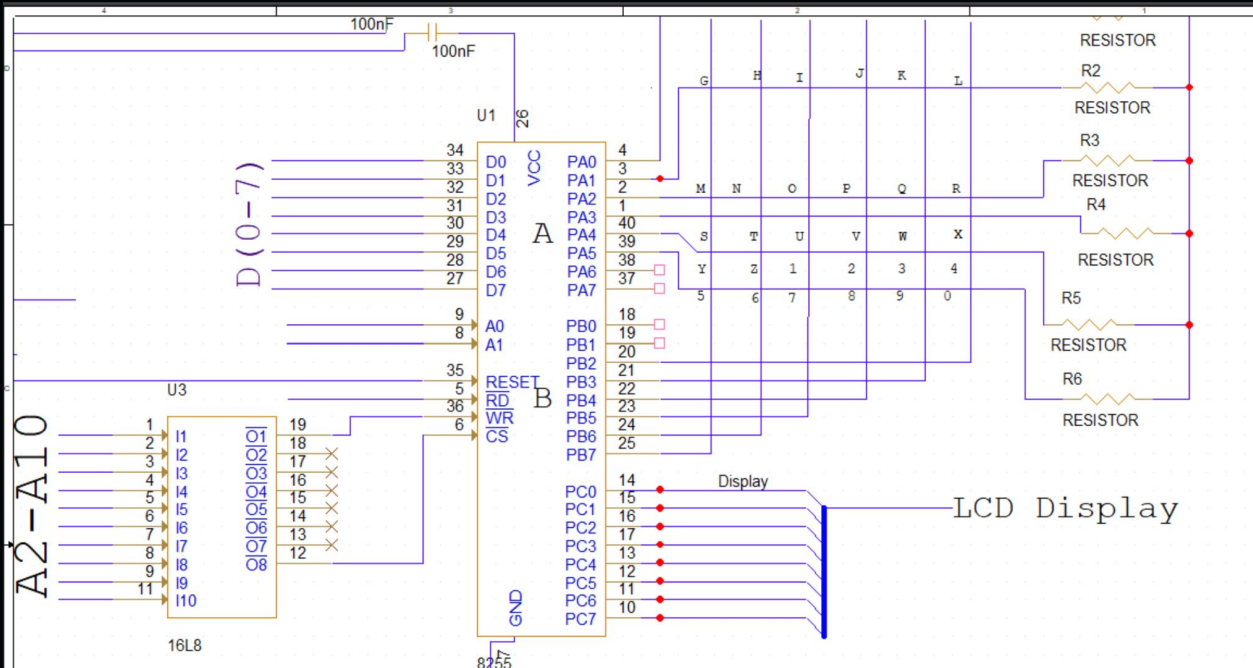 4 3 2 1
100nF
100nF
RESISTOR
R2
RESISTOR
R3
RESISTOR
R4
RESISTOR
R5
RESISTOR
R6
RESISTOR
G H I J K L
M N O P Q R
S T U V W X
Y Z 1 2 3 4
5 6 7 8 9 0
U1
26
VCC
D(0-7)
34 D0 PA0 4
33 D1 PA1 3
32 D2 PA2 2
31 D3 PA3 1
30 D4 A PA4 40
29 D5 PA5 39
28 D6 PA6 38
27 D7 PA7 37
9 A0 PB0 18
8 A1 PB1 19
PB2 20
35 RESET PB3 21
5 RD B PB4 22
36 WR PB5 23
6 CS PB6 24
PB7 25
PC0 14
PC1 15
PC2 16
PC3 17
PC4 13
PC5 12
PC6 11
PC7 10
GND
7
8255
Display
LCD Display
U3
A2-A10
1 I1 O1 19
2 I2 O2 18
3 I3 O3 17
4 I4 O4 16
5 I5 O5 15
6 I6 O6 14
7 I7 O7 13
8 I8 O8 12
9 I9
11 I10
16L8
D
C